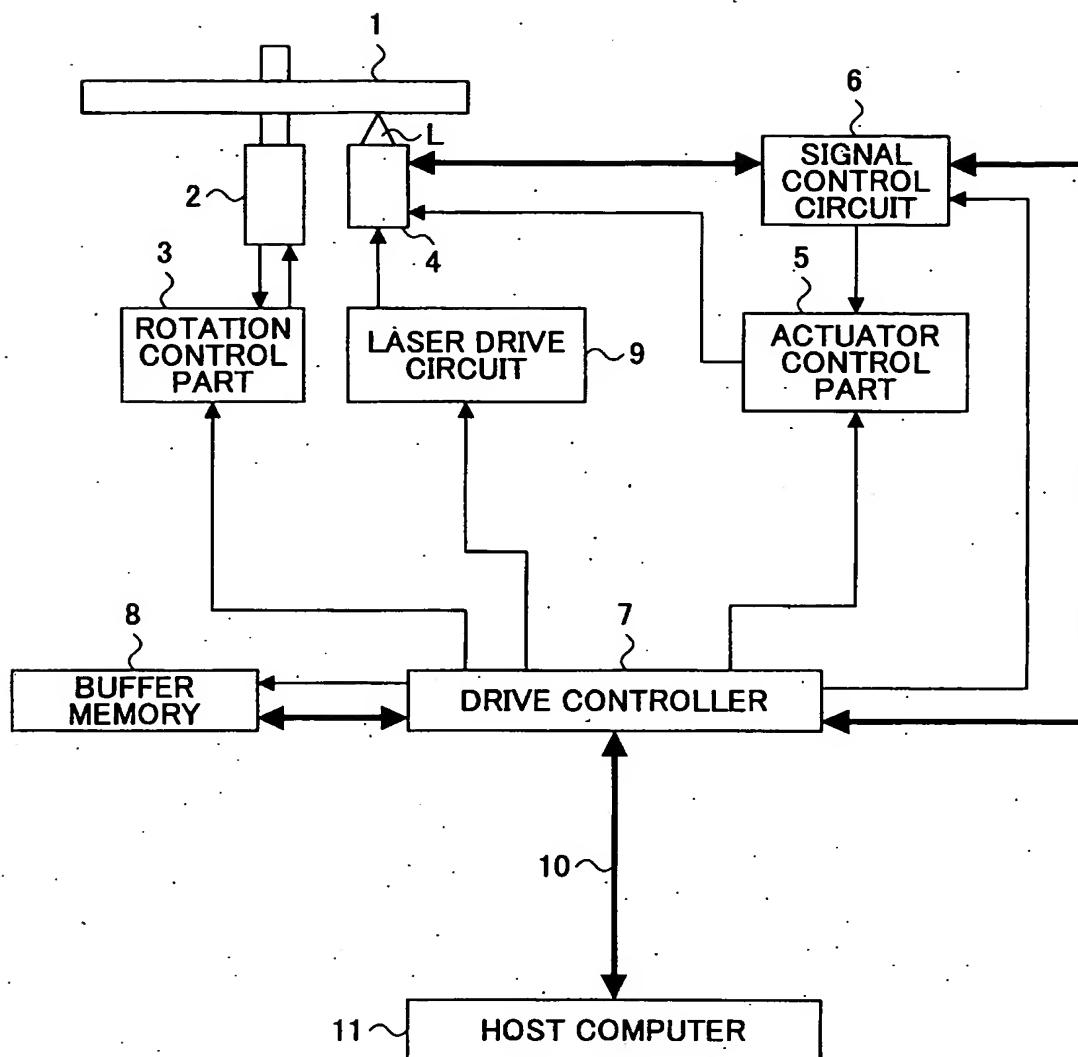 1
6
L
SIGNAL
CONTROL
CIRCUIT
2
4
3
5
ROTATION
CONTROL
PART
LASER DRIVE
CIRCUIT
9
ACTUATOR
CONTROL
PART
8
7
BUFFER
MEMORY
DRIVE CONTROLLER
10
11
HOST COMPUTER